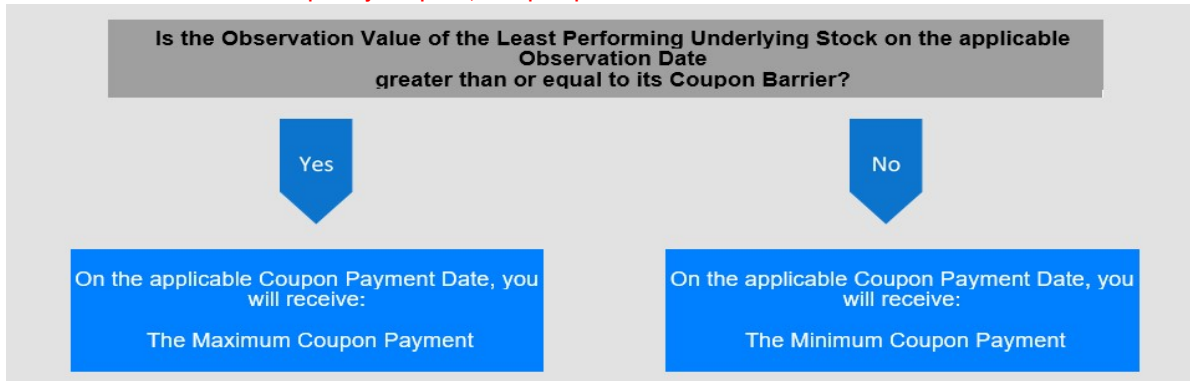 Is the Observation Value of the Least Performing Underlying Stock on the applicable
Observation Date
greater than or equal to its Coupon Barrier?
Yes
No
On the applicable Coupon Payment Date, you
will receive:
The Maximum Coupon Payment
On the applicable Coupon Payment Date, you
will receive:
The Minimum Coupon Payment